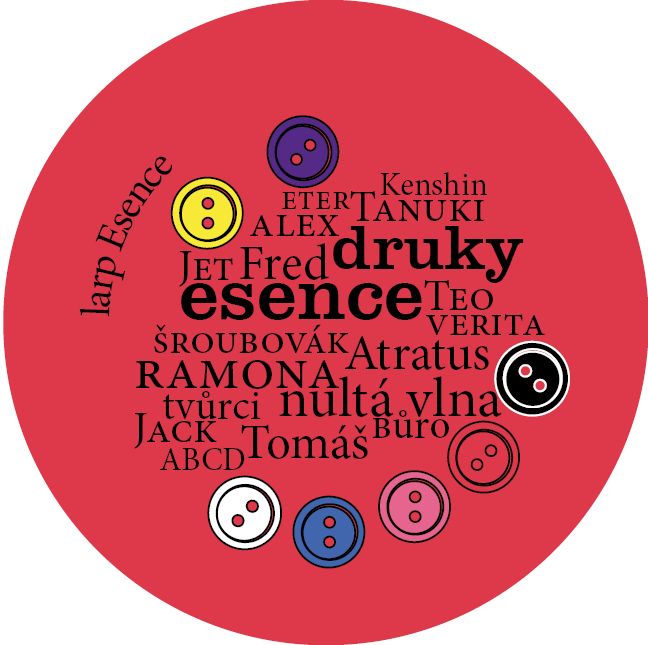 larp Esence
Kenshin
ETER TANUKI
ALEX
druky
JET Fred
esence TEO
VERITA
ŠROUBOVÁK Atratus
RAMONA
tvůrci nultá vlna
JACK Tomáš Bůro
ABCD